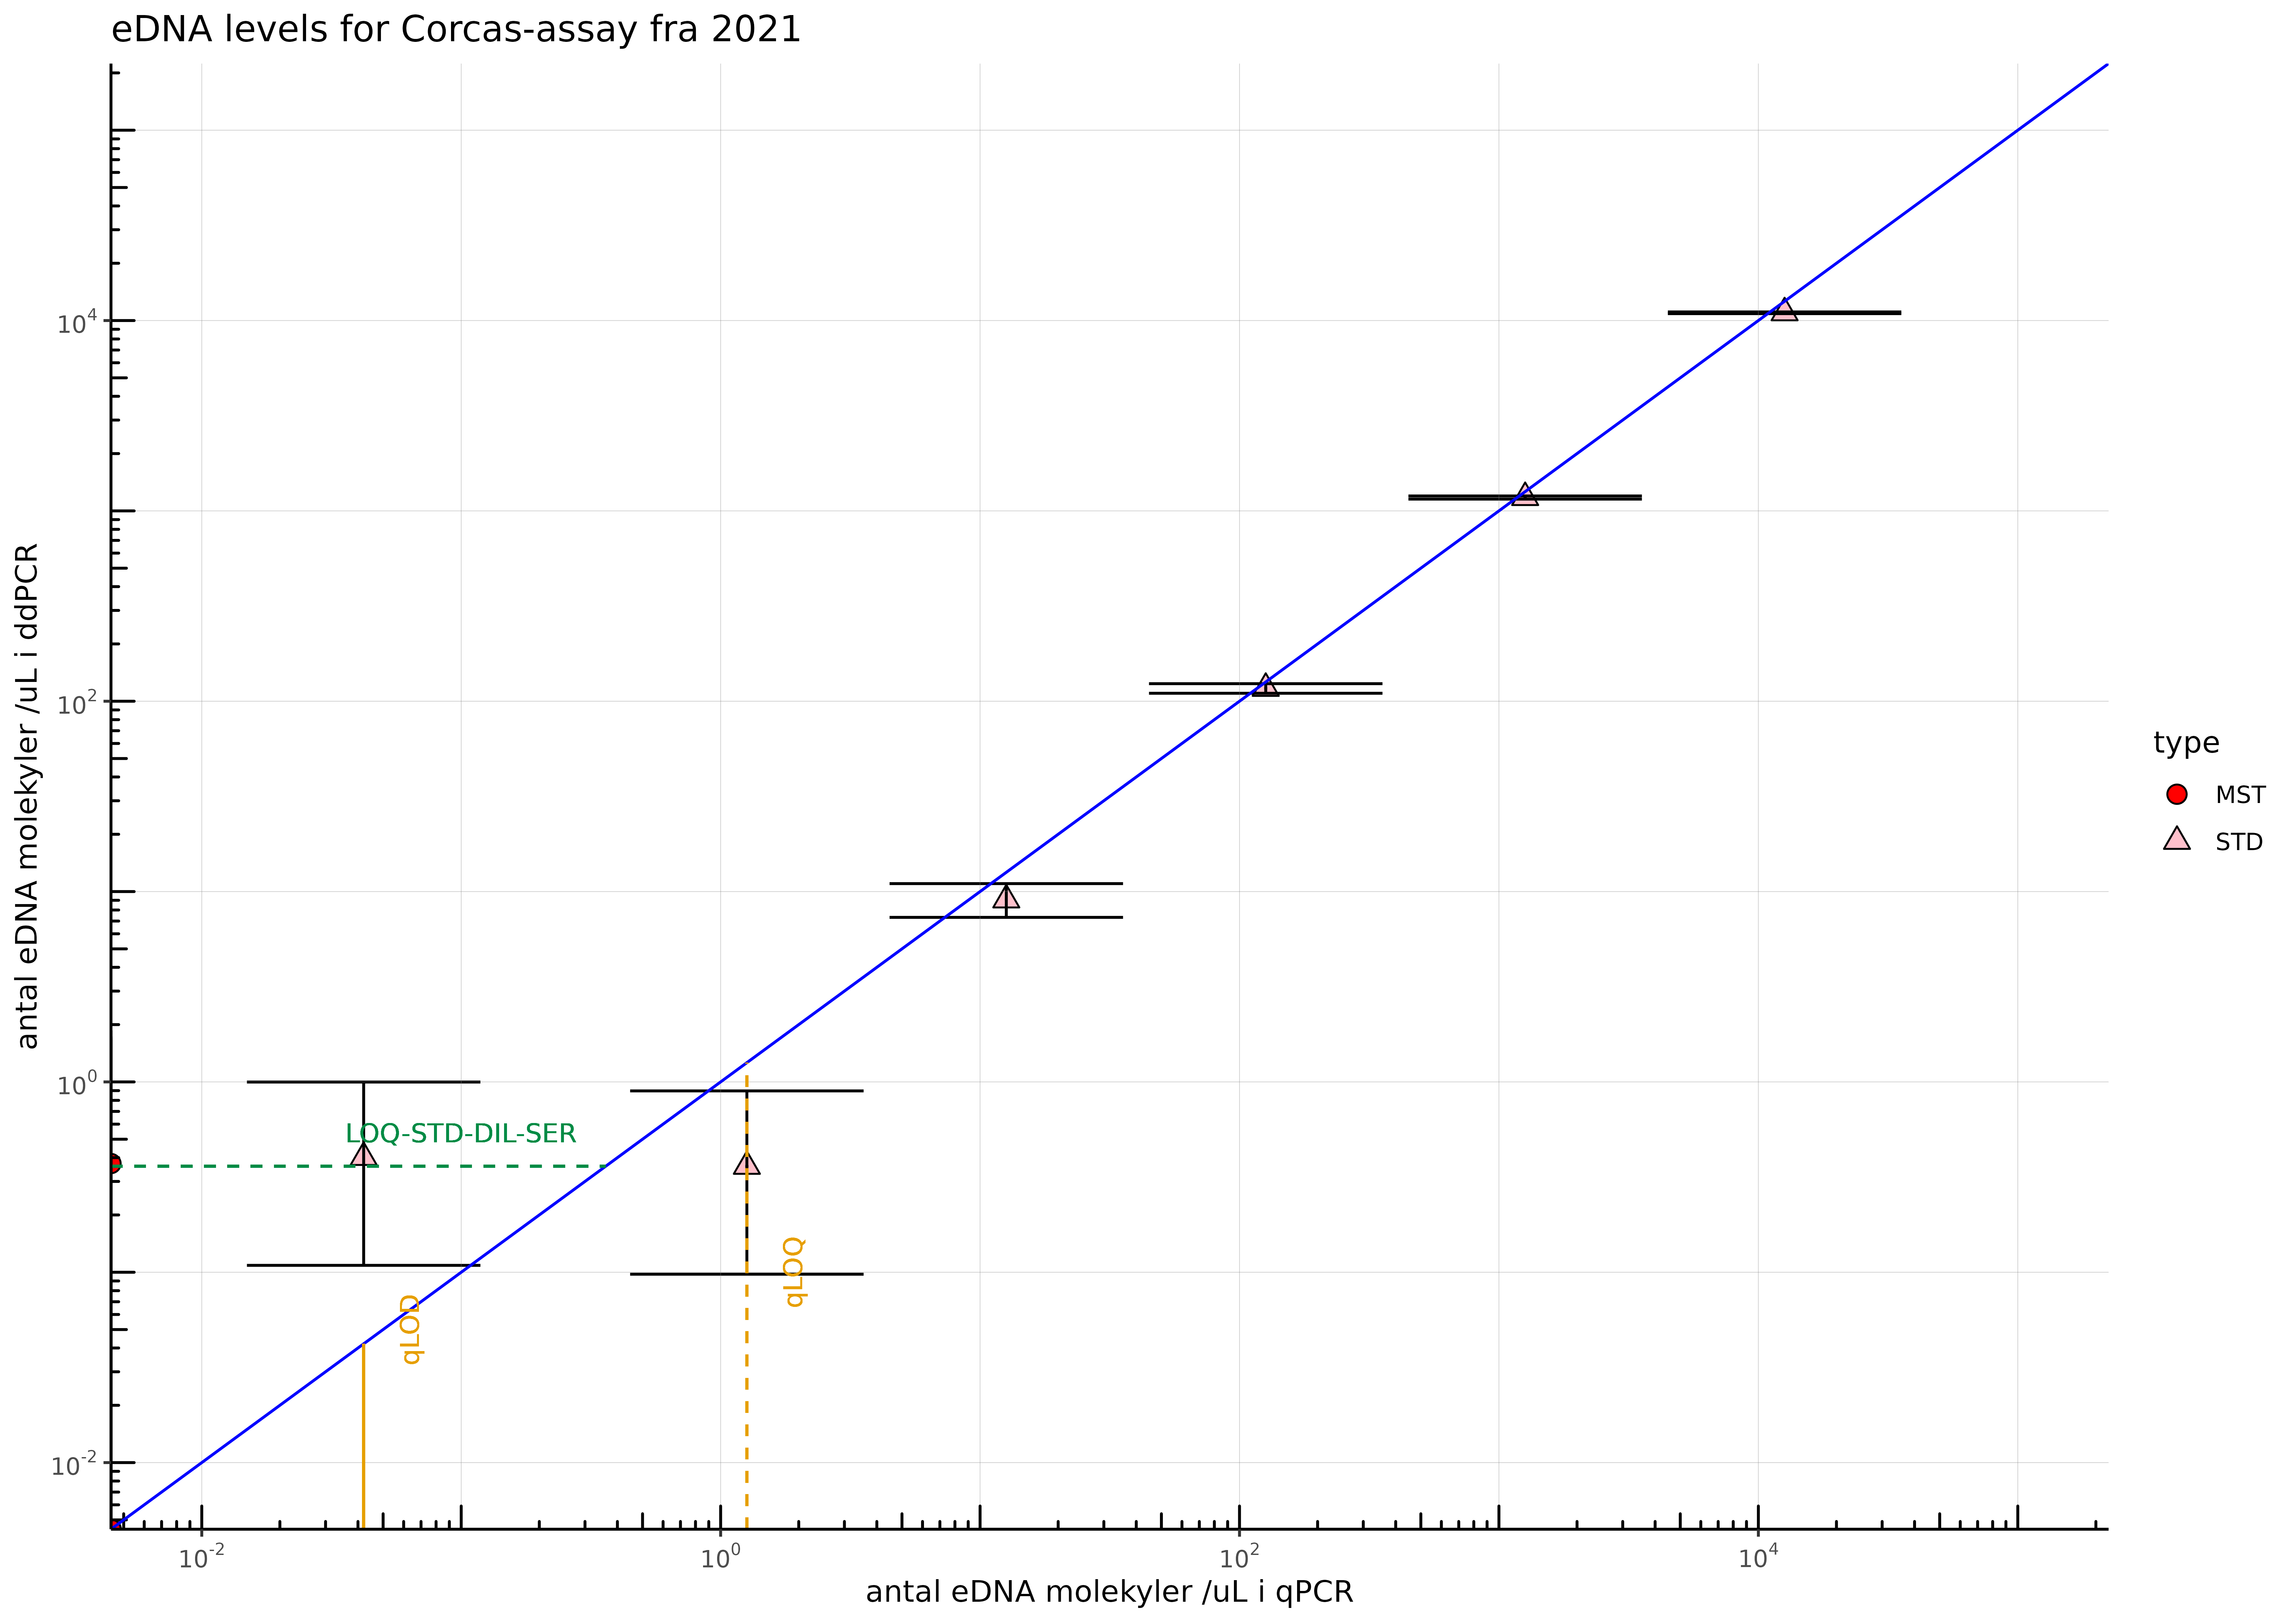 eDNA levels for Corcas-assay fra 2021
antal eDNA molekyler /uL i ddPCR
10^4
10^2
10^0
10^-2
LOQ-STD-DIL-SER
qLOD
qLOQ
type
MST
STD
10^-2 10^0 10^2 10^4
antal eDNA molekyler /uL i qPCR